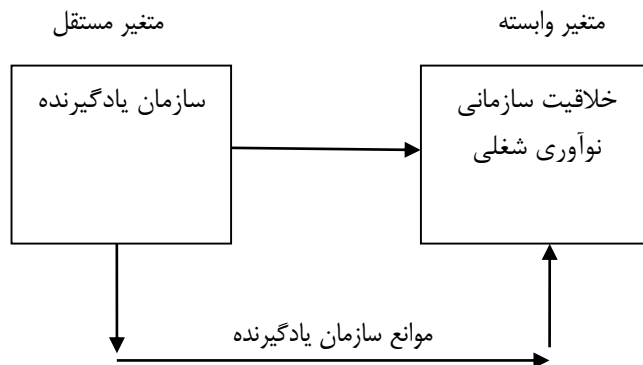 متغیر وابسته
متغیر مستقل
خلاقیت سازمانی
نوآوری شغلی
سازمان یادگیرنده
موانع سازمان یادگیرنده